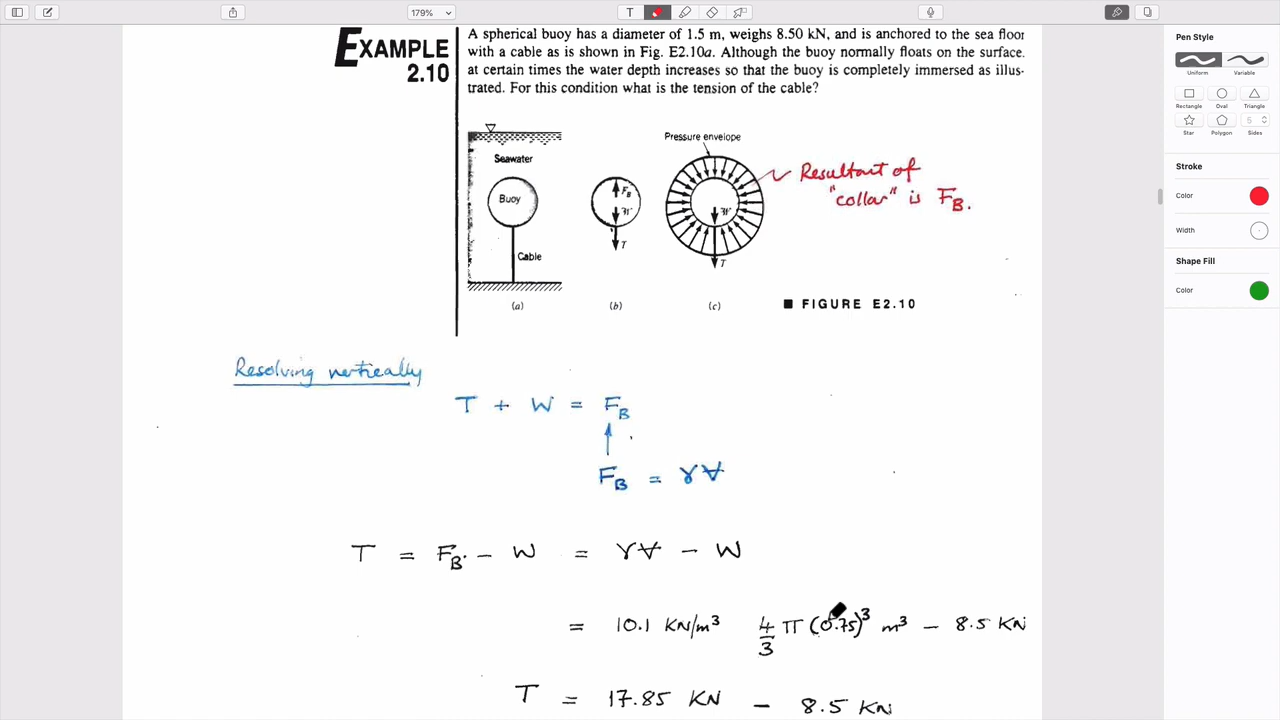 179%
T
EXAMPLE
2.10
A spherical buoy has a diameter of 1.5 m, weighs 8.50 kN, and is anchored to the sea floor
with a cable as is shown in Fig. E2.10a. Although the buoy normally floats on the surface,
at certain times the water depth increases so that the buoy is completely immersed as illus-
trated. For this condition what is the tension of the cable?
Seawater
Buoy
Cable
(a)
F_B
W
T
(b)
Pressure envelope
W
T
(c)
Resultant of
"collar" is F_B.
■ FIGURE E2.10
Resolving vertically
T + W = F_B
↑
F_B = γ∀
T = F_B - W = γ∀ - W
= 10.1 KN/m³ 4/3 π (0.75)³ m³ - 8.5 KN
T = 17.85 KN - 8.5 KN
Pen Style
Uniform
Variable
Rectangle
Oval
Triangle
Star
Polygon
5
Sides
Stroke
Color
Width
Shape Fill
Color